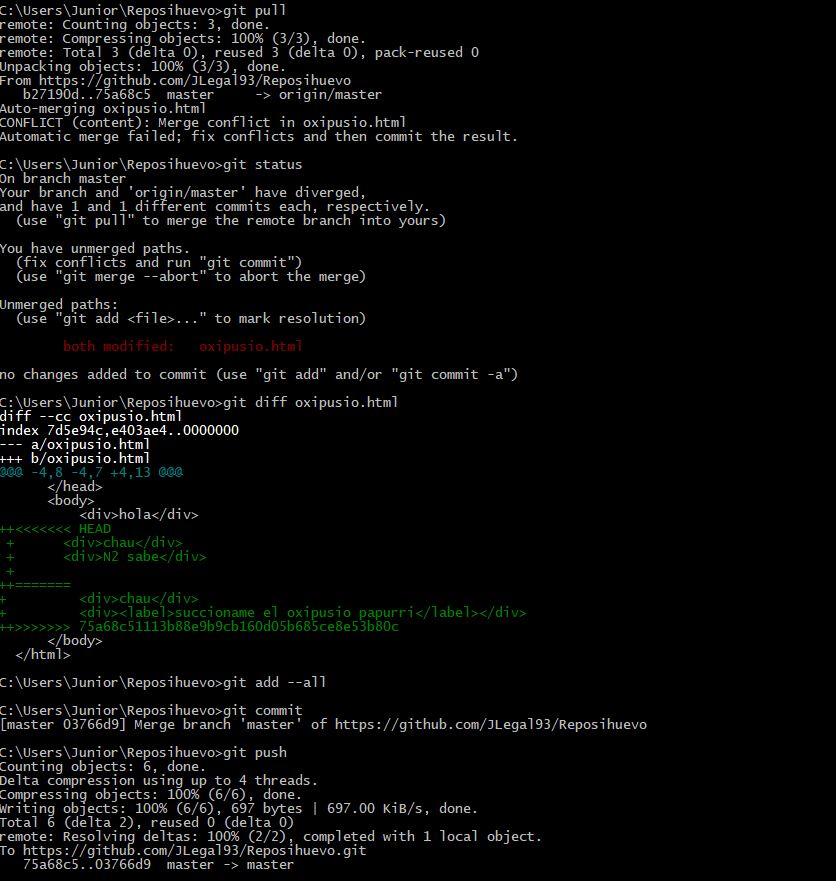 C:\Users\Junior\Reposihuevo>git pull
remote: Counting objects: 3, done.
remote: Compressing objects: 100% (3/3), done.
remote: Total 3 (delta 0), reused 3 (delta 0), pack-reused 0
Unpacking objects: 100% (3/3), done.
From https://github.com/JLegal93/Reposihuevo
   b27190d..75a68c5  master     -> origin/master
Auto-merging oxipusio.html
CONFLICT (content): Merge conflict in oxipusio.html
Automatic merge failed; fix conflicts and then commit the result.

C:\Users\Junior\Reposihuevo>git status
On branch master
Your branch and 'origin/master' have diverged,
and have 1 and 1 different commits each, respectively.
  (use "git pull" to merge the remote branch into yours)

You have unmerged paths.
  (fix conflicts and run "git commit")
  (use "git merge --abort" to abort the merge)

Unmerged paths:
  (use "git add <file>..." to mark resolution)

        both modified:   oxipusio.html

no changes added to commit (use "git add" and/or "git commit -a")

C:\Users\Junior\Reposihuevo>git diff oxipusio.html
diff --cc oxipusio.html
index 7d5e94c,e403ae4..0000000
--- a/oxipusio.html
+++ b/oxipusio.html
@@@ -4,8 -4,7 +4,13 @@@
      </head>
      <body>
          <div>hola</div>
++<<<<<<< HEAD
 +      <div>chau</div>
 +      <div>N2 sabe</div>
 +
++=======
+         <div>chau</div>
+         <div><label>succioname el oxipusio papurri</label></div>
++>>>>>>> 75a68c51113b88e9b9cb160d05b685ce8e53b80c
      </body>
  </html>

C:\Users\Junior\Reposihuevo>git add --all

C:\Users\Junior\Reposihuevo>git commit
[master 03766d9] Merge branch 'master' of https://github.com/JLegal93/Reposihuevo

C:\Users\Junior\Reposihuevo>git push
Counting objects: 6, done.
Delta compression using up to 4 threads.
Compressing objects: 100% (6/6), done.
Writing objects: 100% (6/6), 697 bytes | 697.00 KiB/s, done.
Total 6 (delta 2), reused 0 (delta 0)
remote: Resolving deltas: 100% (2/2), completed with 1 local object.
To https://github.com/JLegal93/Reposihuevo.git
   75a68c5..03766d9  master -> master